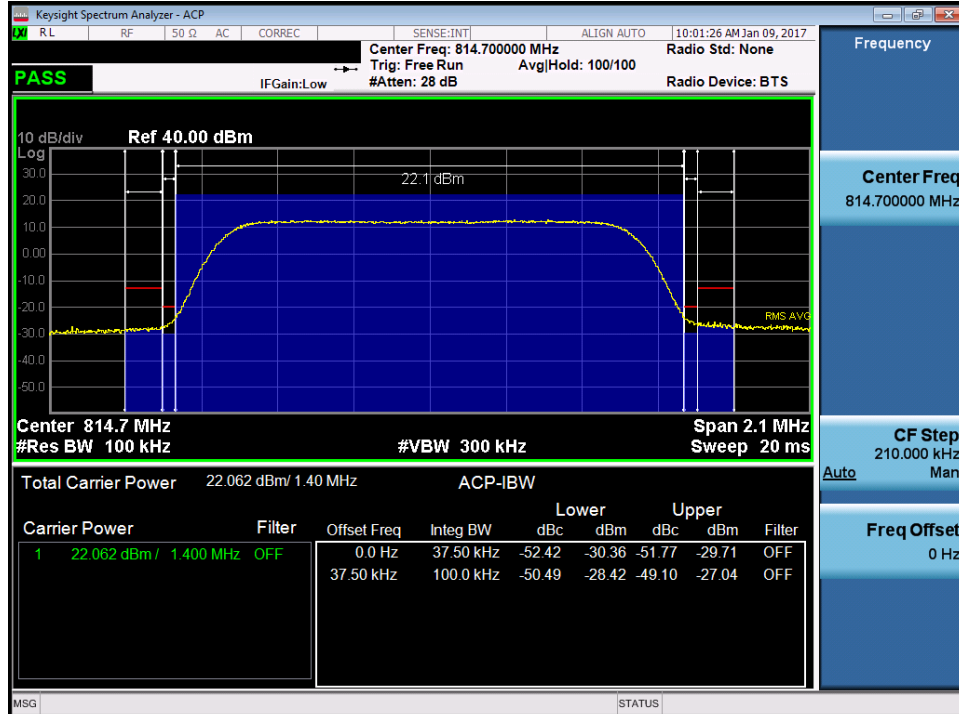 Keysight Spectrum Analyzer - ACP
LXI RL RF 50 Ω AC CORREC SENSE:INT ALIGN AUTO 10:01:26 AM Jan 09, 2017
Center Freq: 814.700000 MHz Radio Std: None
Trig: Free Run Avg|Hold: 100/100
PASS IFGain:Low #Atten: 28 dB Radio Device: BTS
10 dB/div Ref 40.00 dBm
Log
30.0
22.1 dBm
20.0
10.0
0.00
-10.0
-20.0
RMS AVG
-30.0
-40.0
-50.0
Center 814.7 MHz Span 2.1 MHz
#Res BW 100 kHz #VBW 300 kHz Sweep 20 ms
Total Carrier Power 22.062 dBm/ 1.40 MHz ACP-IBW
Lower Upper
Carrier Power Filter Offset Freq Integ BW dBc dBm dBc dBm Filter
1 22.062 dBm / 1.400 MHz OFF 0.0 Hz 37.50 kHz -52.42 -30.36 -51.77 -29.71 OFF
37.50 kHz 100.0 kHz -50.49 -28.42 -49.10 -27.04 OFF
MSG STATUS
Frequency
Center Freq
814.700000 MHz
CF Step
210.000 kHz
Auto Man
Freq Offset
0 Hz